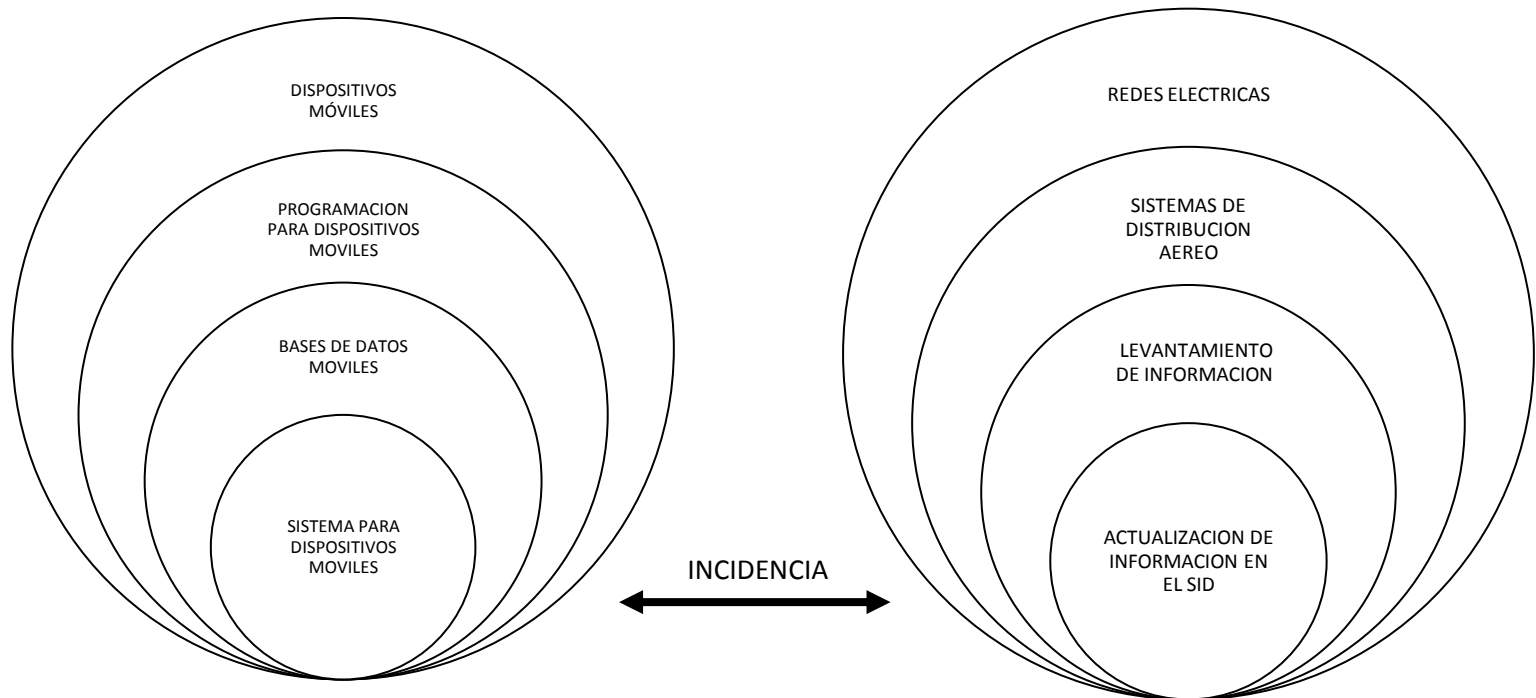 DISPOSITIVOS
MÓVILES
PROGRAMACION
PARA DISPOSITIVOS
MOVILES
BASES DE DATOS
MOVILES
SISTEMA PARA
DISPOSITIVOS
MOVILES
INCIDENCIA
REDES ELECTRICAS
SISTEMAS DE
DISTRIBUCION
AEREO
LEVANTAMIENTO
DE INFORMACION
ACTUALIZACION DE
INFORMACION EN
EL SID